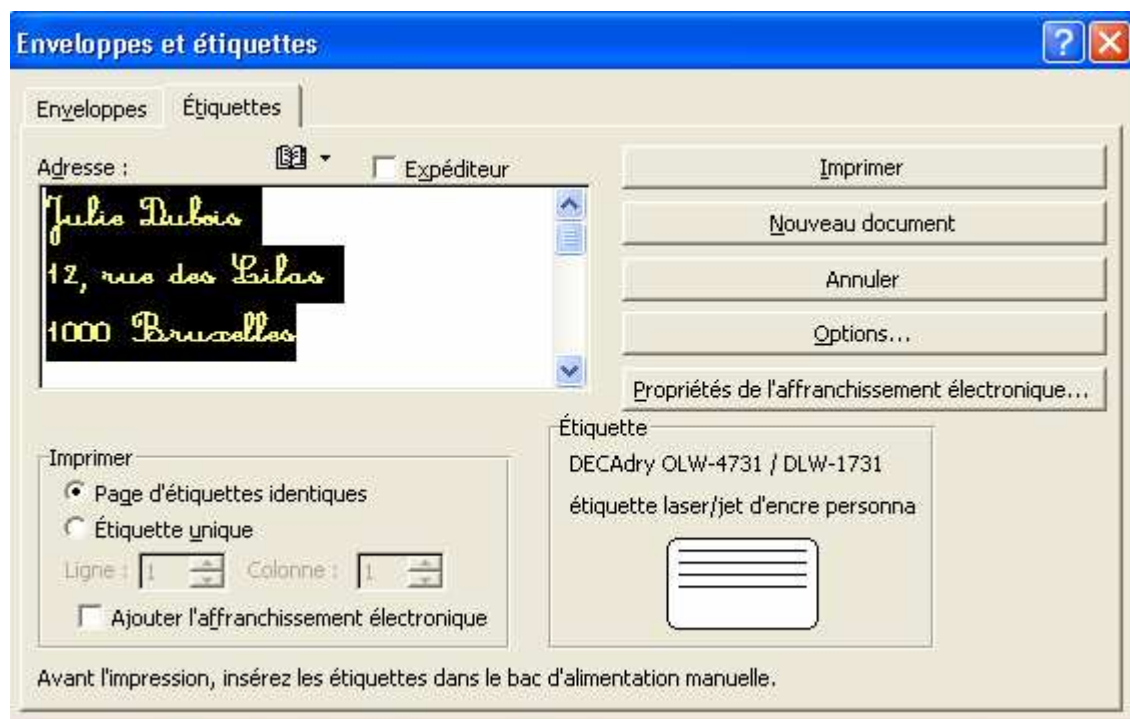 Enveloppes et étiquettes
Enveloppes Étiquettes
Adresse : Expéditeur
Julie Dubois
12, rue des Lilas
1000 Bruxelles
Imprimer
Nouveau document
Annuler
Options...
Propriétés de l'affranchissement électronique...
Imprimer
Page d'étiquettes identiques
Étiquette unique
Ligne : 1 Colonne : 1
Ajouter l'affranchissement électronique
Étiquette
DECAdry OLW-4731 / DLW-1731
étiquette laser/jet d'encre personna
Avant l'impression, insérez les étiquettes dans le bac d'alimentation manuelle.